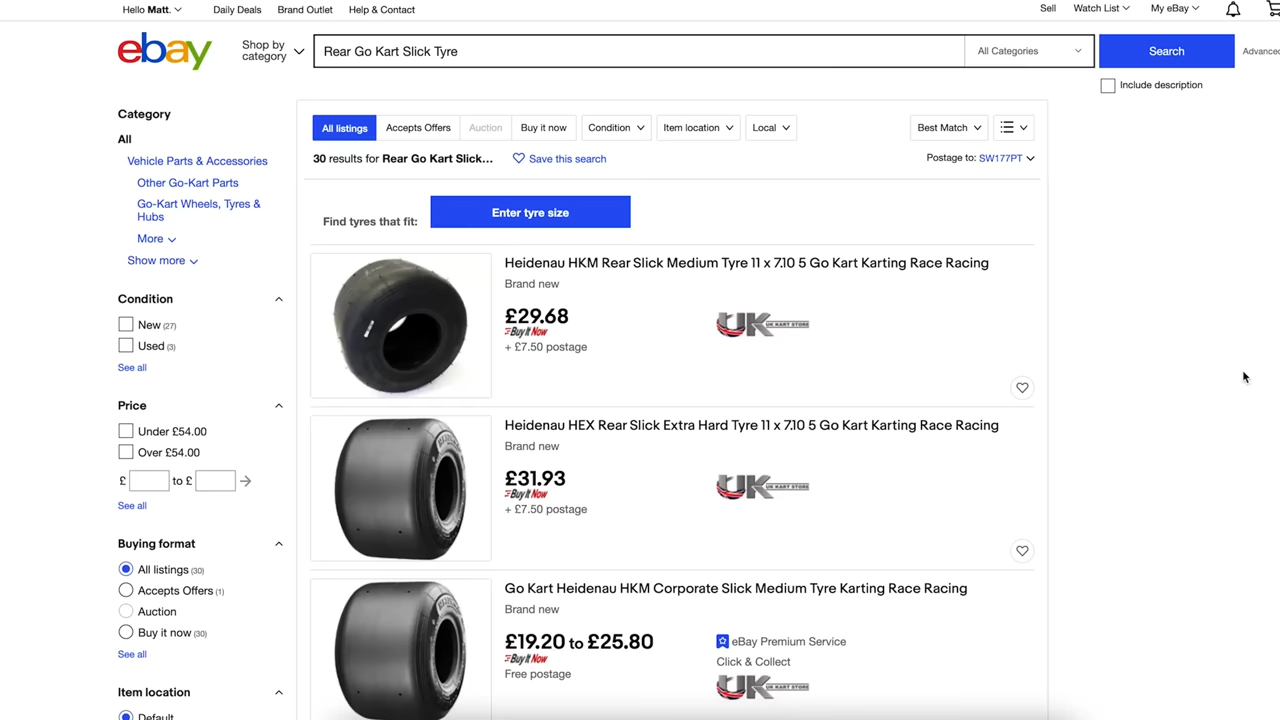 Hello Matt.
Daily Deals
Brand Outlet
Help & Contact
Sell
Watch List
My eBay
ebay
Shop by
category
Rear Go Kart Slick Tyre
All Categories
Search
Advanced
Include description
Category
All
Vehicle Parts & Accessories
Other Go-Kart Parts
Go-Kart Wheels, Tyres &
Hubs
More
Show more
Condition
New (27)
Used (3)
See all
Price
Under £54.00
Over £54.00
£ to £
See all
Buying format
All listings (30)
Accepts Offers (1)
Auction
Buy it now (30)
See all
Item location
Default
All listings
Accepts Offers
Auction
Buy it now
Condition
Item location
Local
Best Match
30 results for Rear Go Kart Slick...
Save this search
Postage to: SW177PT
Find tyres that fit:
Enter tyre size
Heidenau HKM Rear Slick Medium Tyre 11 x 7.10 5 Go Kart Karting Race Racing
Brand new
£29.68
Buy It Now
+ £7.50 postage
UK KART STORE
Heidenau HEX Rear Slick Extra Hard Tyre 11 x 7.10 5 Go Kart Karting Race Racing
Brand new
£31.93
Buy It Now
+ £7.50 postage
UK KART STORE
Go Kart Heidenau HKM Corporate Slick Medium Tyre Karting Race Racing
Brand new
£19.20 to £25.80
Buy It Now
Free postage
eBay Premium Service
Click & Collect
UK KART STORE